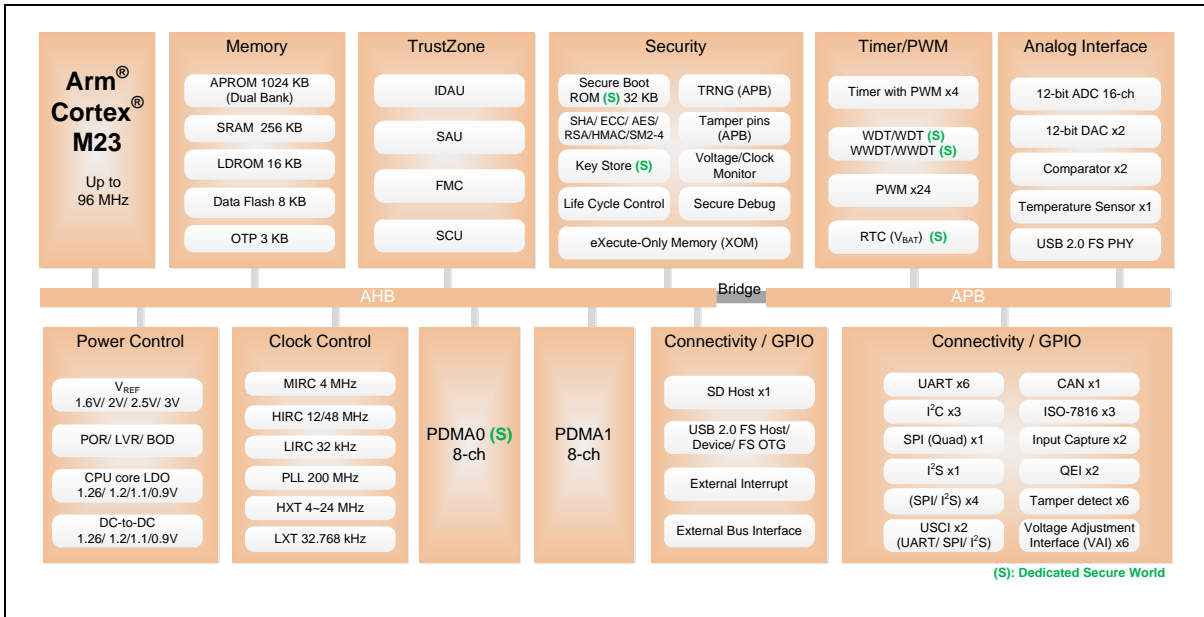 Arm®
Cortex®
M23
Up to
96 MHz
Memory
APROM 1024 KB
(Dual Bank)
SRAM 256 KB
LDROM 16 KB
Data Flash 8 KB
OTP 3 KB
TrustZone
IDAU
SAU
FMC
SCU
Security
Secure Boot
ROM (S) 32 KB
TRNG (APB)
SHA/ ECC/ AES/
RSA/HMAC/SM2-4
Tamper pins
(APB)
Key Store (S)
Voltage/Clock
Monitor
Life Cycle Control
Secure Debug
eXecute-Only Memory (XOM)
Timer/PWM
Timer with PWM x4
WDT/WDT (S)
WWDT/WWDT (S)
PWM x24
RTC (VBAT) (S)
Analog Interface
12-bit ADC 16-ch
12-bit DAC x2
Comparator x2
Temperature Sensor x1
USB 2.0 FS PHY
AHB
Bridge
APB
Power Control
VREF
1.6V/ 2V/ 2.5V/ 3V
POR/ LVR/ BOD
CPU core LDO
1.26/ 1.2/1.1/0.9V
DC-to-DC
1.26/ 1.2/1.1/0.9V
Clock Control
MIRC 4 MHz
HIRC 12/48 MHz
LIRC 32 kHz
PLL 200 MHz
HXT 4~24 MHz
LXT 32.768 kHz
PDMA0 (S)
8-ch
PDMA1
8-ch
Connectivity / GPIO
SD Host x1
USB 2.0 FS Host/
Device/ FS OTG
External Interrupt
External Bus Interface
Connectivity / GPIO
UART x6
CAN x1
I²C x3
ISO-7816 x3
SPI (Quad) x1
Input Capture x2
I²S x1
QEI x2
(SPI/ I²S) x4
Tamper detect x6
USCI x2
(UART/ SPI/ I²S)
Voltage Adjustment
Interface (VAI) x6
(S): Dedicated Secure World